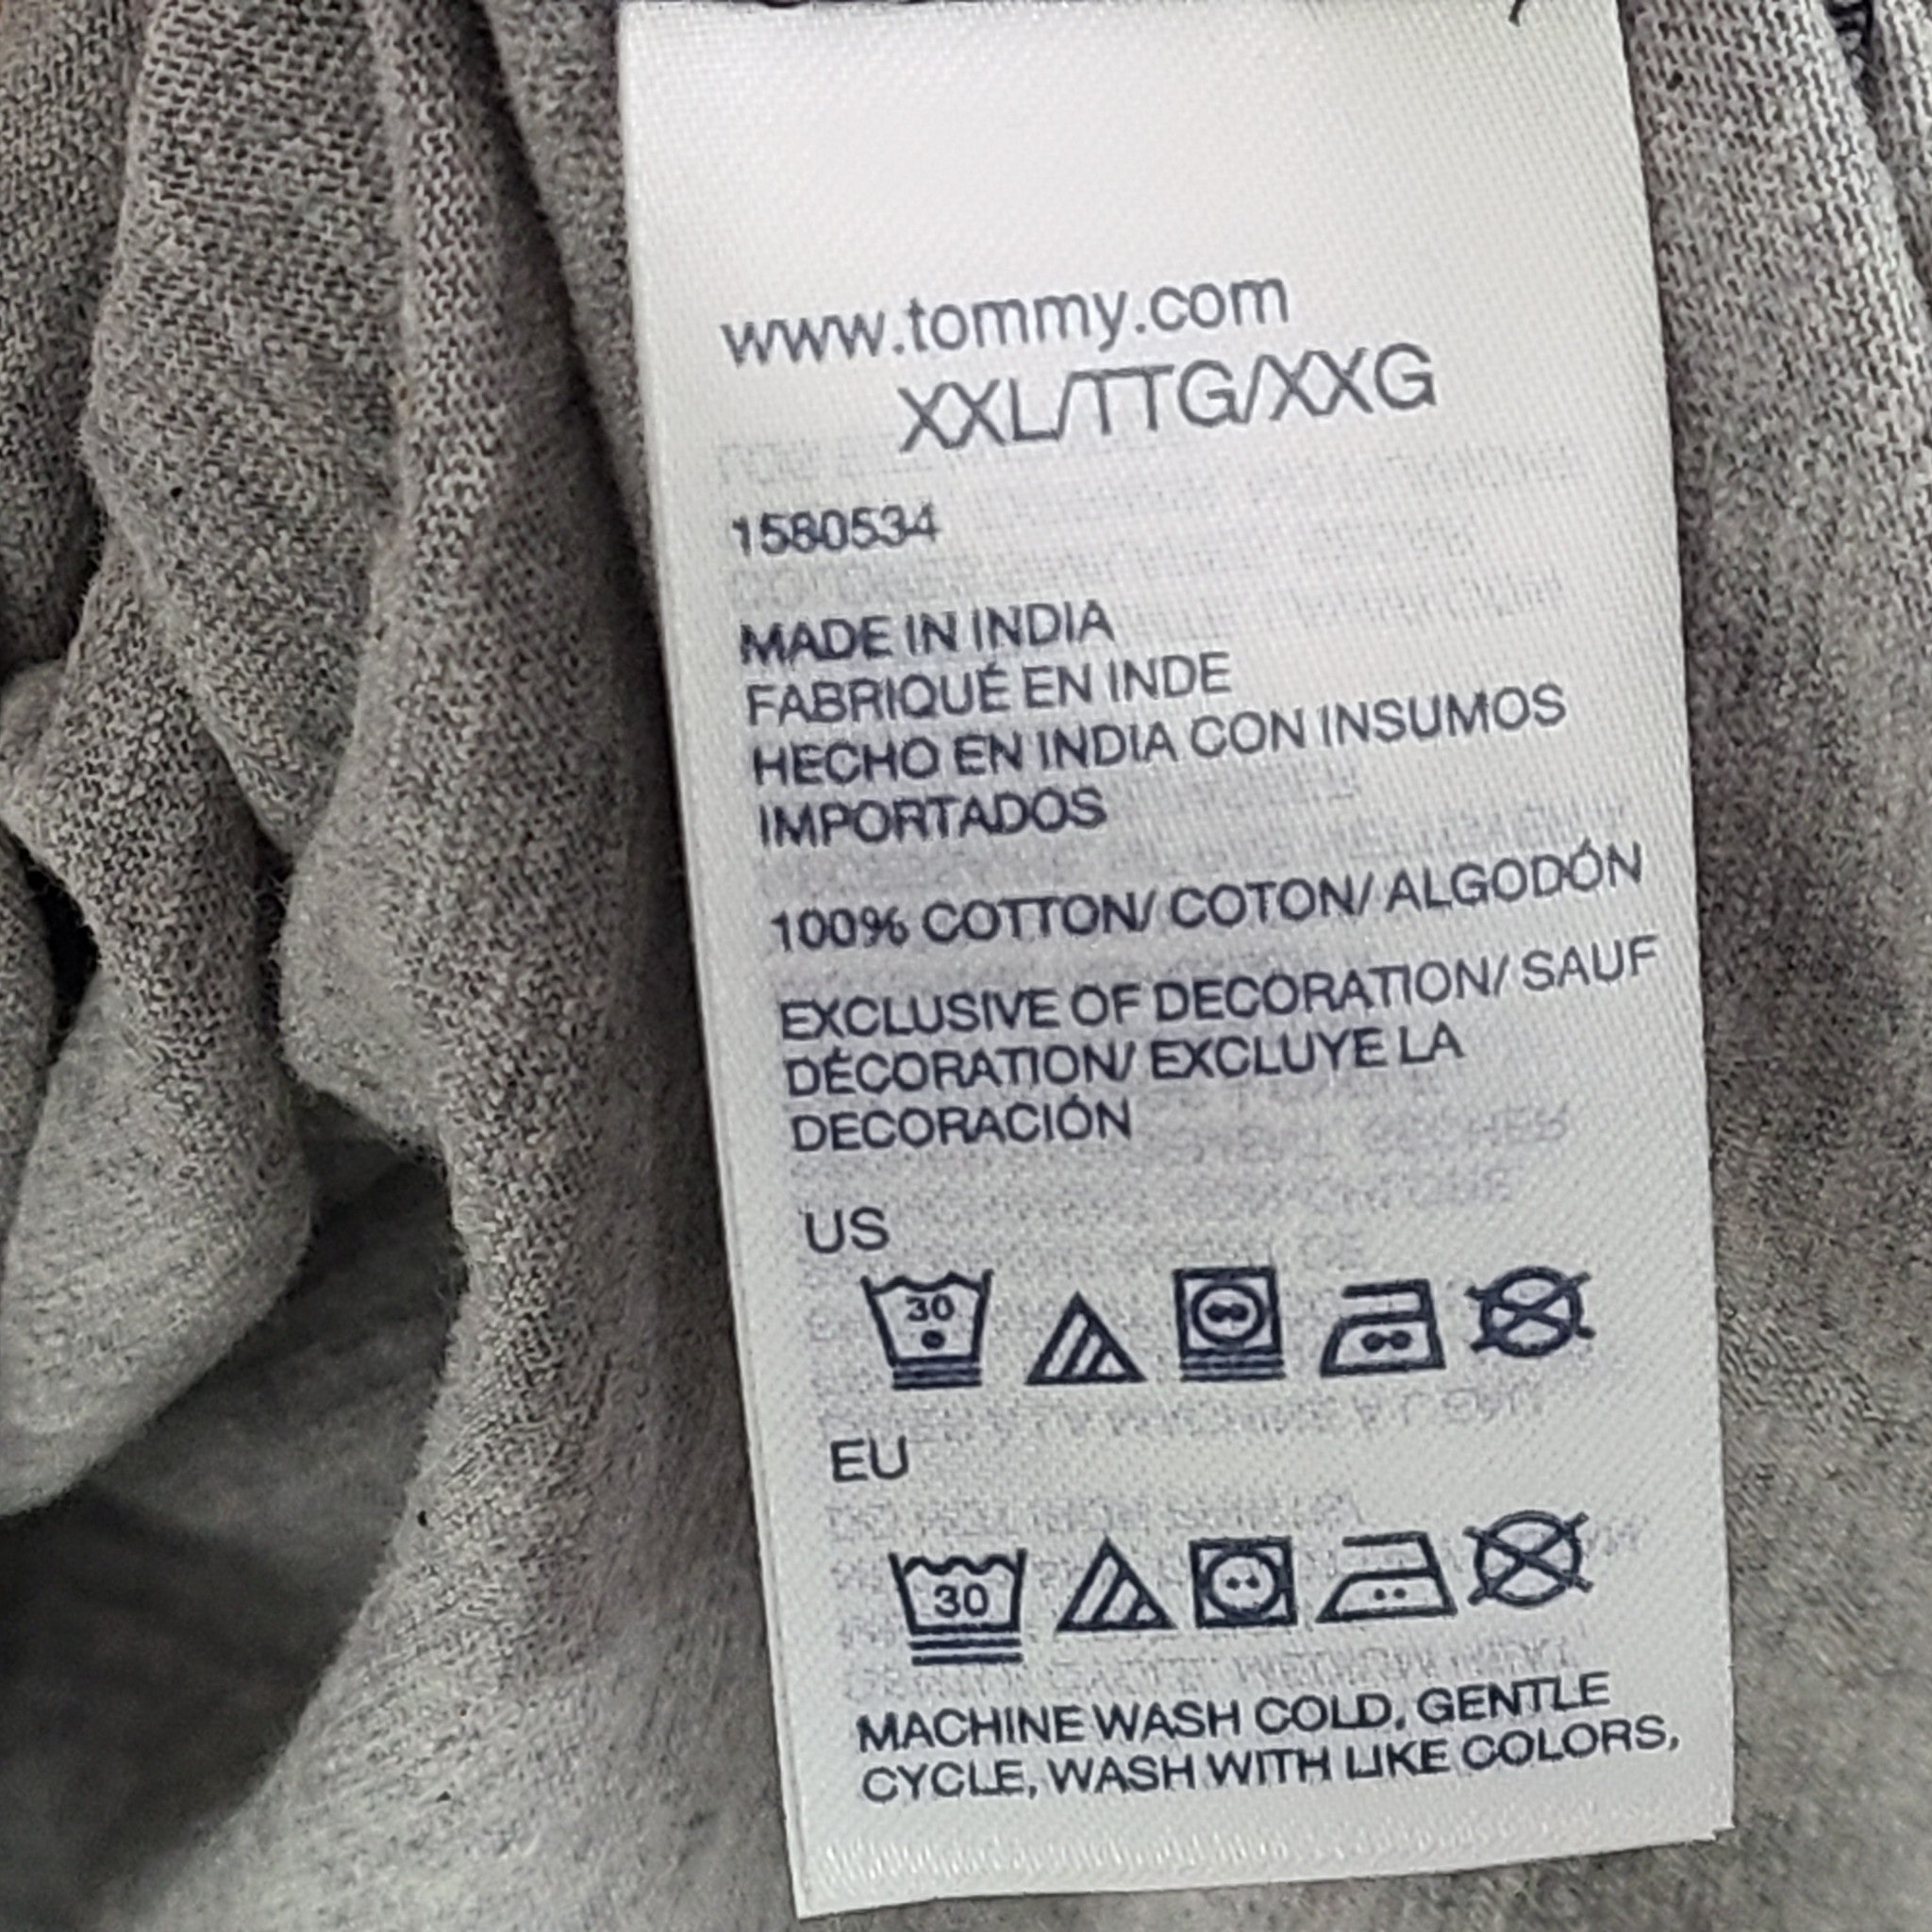 www.tommy.com
XXL/TTG/XXG
1580534
MADE IN INDIA
FABRIQUÉ EN INDE
HECHO EN INDIA CON INSUMOS
IMPORTADOS
100% COTTON/ COTON/ ALGODÓN
EXCLUSIVE OF DECORATION/ SAUF
DÉCORATION/ EXCLUYE LA
DECORACIÓN
US
30
EU
30
MACHINE WASH COLD, GENTLE
CYCLE, WASH WITH LIKE COLORS,